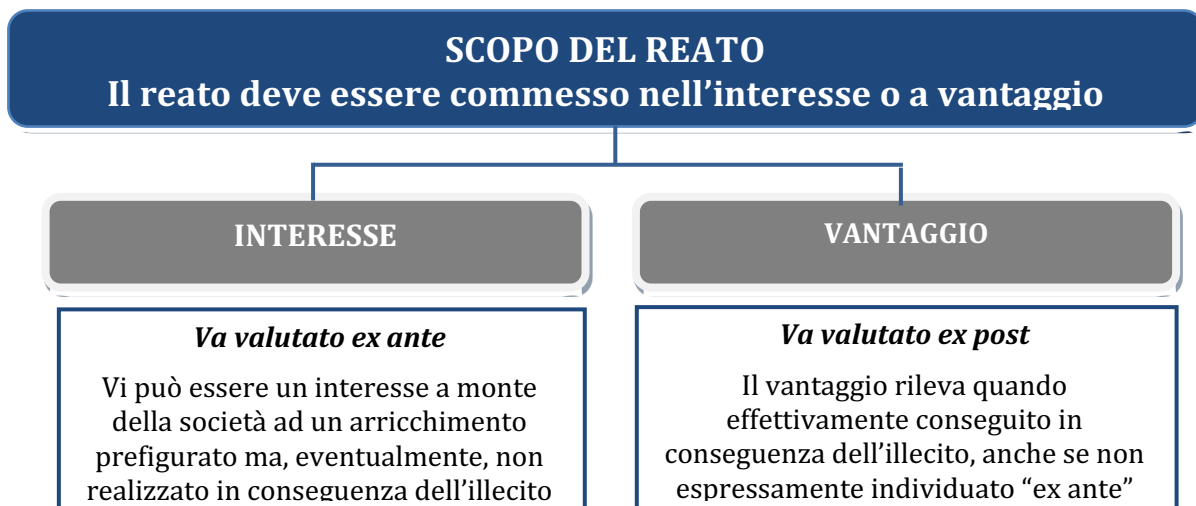 SCOPO DEL REATO
Il reato deve essere commesso nell’interesse o a vantaggio
INTERESSE
Va valutato ex ante
Vi può essere un interesse a monte
della società ad un arricchimento
prefigurato ma, eventualmente, non
realizzato in conseguenza dell’illecito
VANTAGGIO
Va valutato ex post
Il vantaggio rileva quando
effettivamente conseguito in
conseguenza dell’illecito, anche se non
espressamente individuato “ex ante”